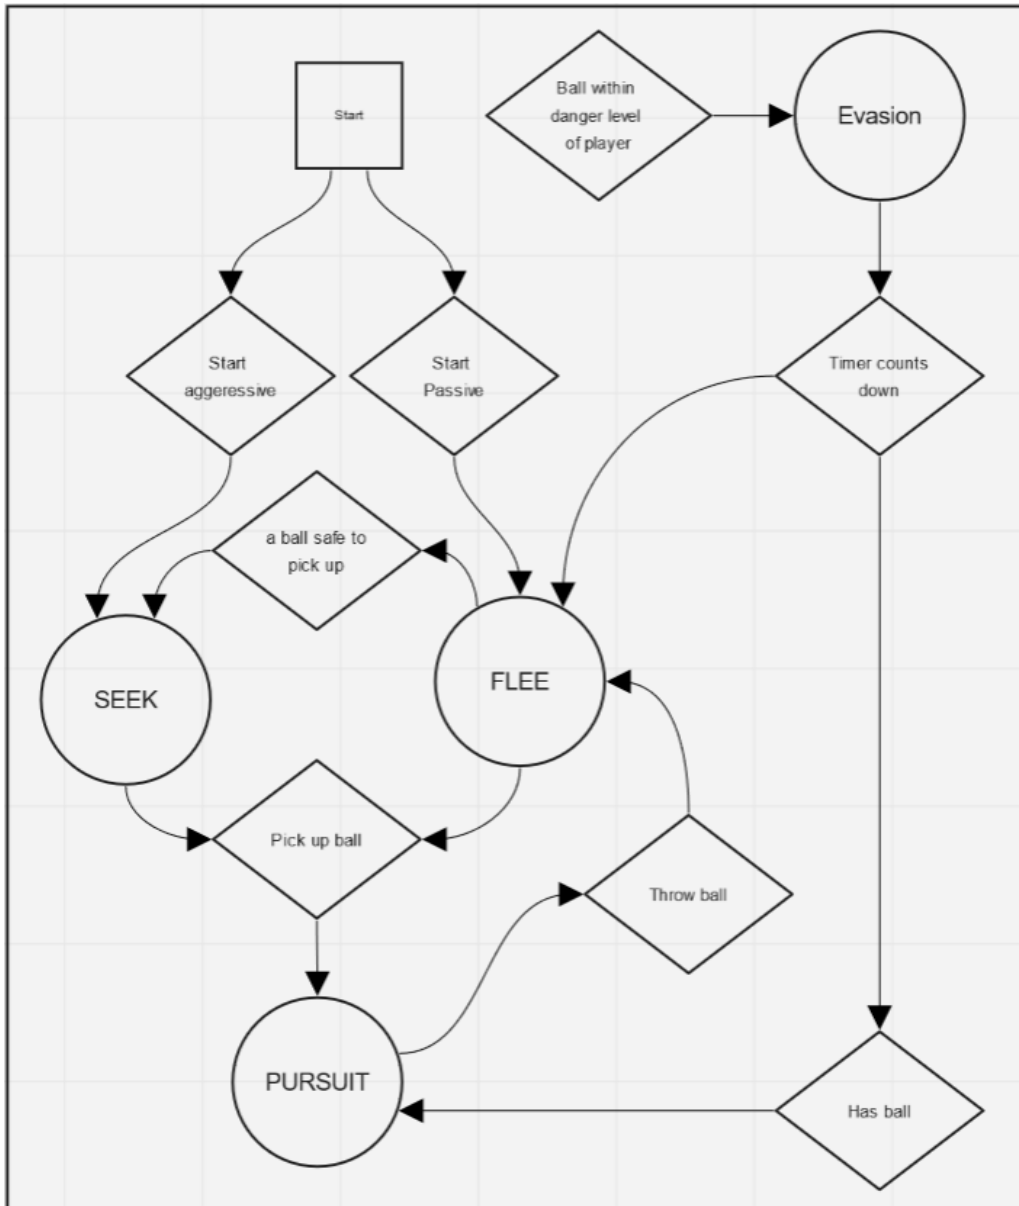 Start
Ball within
danger level
of player
Evasion
Start
aggeressive
Start
Passive
Timer counts
down
a ball safe to
pick up
SEEK
FLEE
Pick up ball
Throw ball
PURSUIT
Has ball